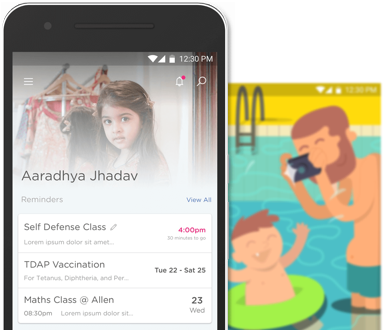 12:30 PM
12:30 PM
Aaradhya Jhadav
Reminders View All
Self Defense Class 4:00pm
Lorem ipsum dolor sit amet... 30 minutes to go
TDAP Vaccination Tue 22 - Sat 25
For Tetanus, Diphtheria, and Per...
Maths Class @ Allen 23
08:30pm Lorem ipsum dolor sit amet... Wed